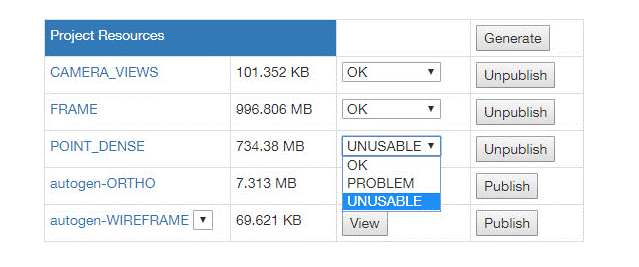 Project Resources Generate
CAMERA_VIEWS 101.352 KB OK Unpublish
FRAME 996.806 MB OK Unpublish
POINT_DENSE 734.38 MB UNUSABLE Unpublish
OK
PROBLEM
autogen-ORTHO 7.313 MB Publish
UNUSABLE
autogen-WIREFRAME 69.621 KB View Publish